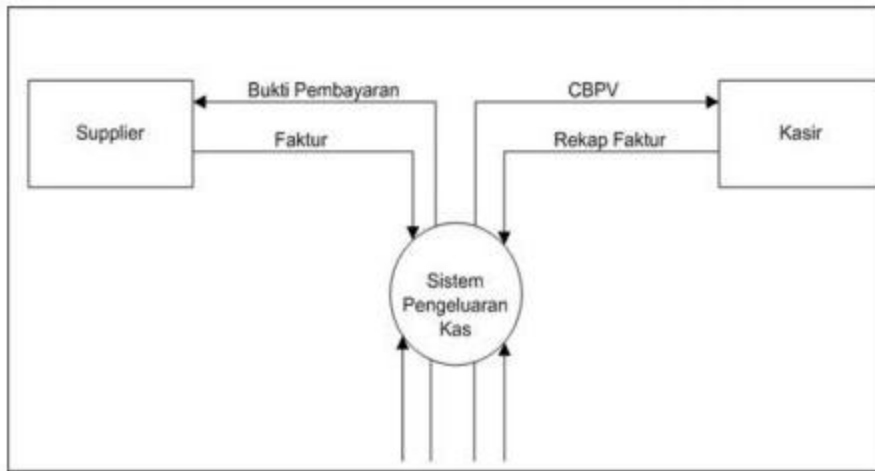 Bukti Pembayaran
CBPV
Supplier
Faktur
Rekap Faktur
Kasir
Sistem
Pengeluaran
Kas